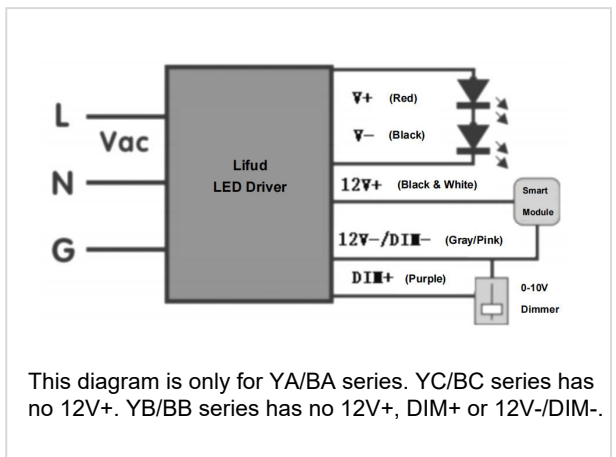 L
Vac
N
G
Lifud
LED Driver
V+ (Red)
V- (Black)
12V+ (Black & White)
12V-/DIM- (Gray/Pink)
DIM+ (Purple)
Smart
Module
0-10V
Dimmer
This diagram is only for YA/BA series. YC/BC series has
no 12V+. YB/BB series has no 12V+, DIM+ or 12V-/DIM-.